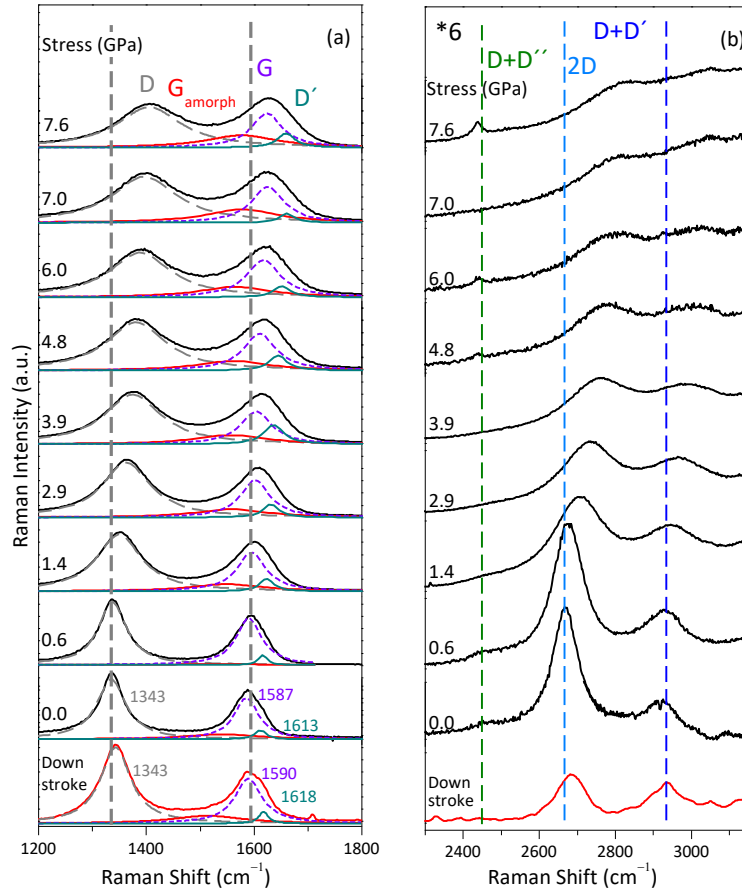 (a)
Stress (GPa)
D
G amorph
G
D′
7.6
7.0
6.0
4.8
3.9
2.9
1.4
0.6
0.0
1343
1587
1613
Down
stroke
1343
1590
1618
Raman Intensity (a.u.)
1200 1400 1600 1800
Raman Shift (cm⁻¹)
*6
D+D′
(b)
D+D′′
2D
Stress (GPa)
7.6
7.0
6.0
4.8
3.9
2.9
1.4
0.6
0.0
Down
stroke
2400 2600 2800 3000
Raman Shift (cm⁻¹)